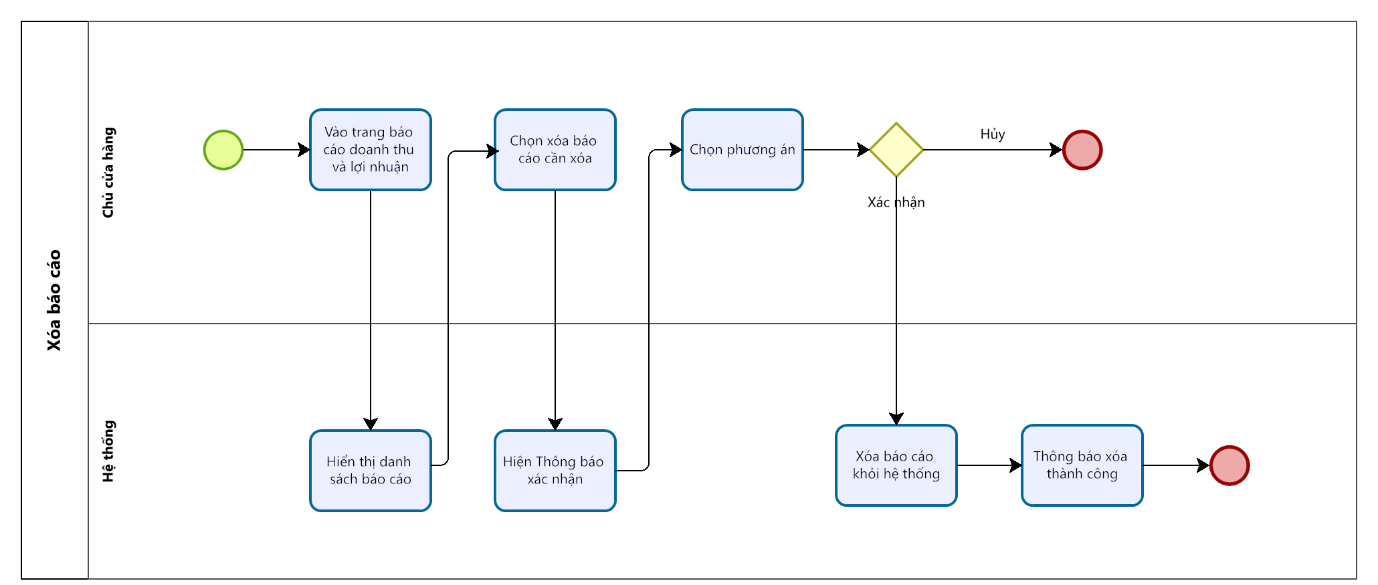 Xóa báo cáo
Chủ cửa hàng
Vào trang báo
cáo doanh thu
và lợi nhuận
Chọn xóa báo
cáo cần xóa
Chọn phương án
Hủy
Xác nhận
Hệ thống
Hiển thị danh
sách báo cáo
Hiện Thông báo
xác nhận
Xóa báo cáo
khỏi hệ thống
Thông báo xóa
thành công